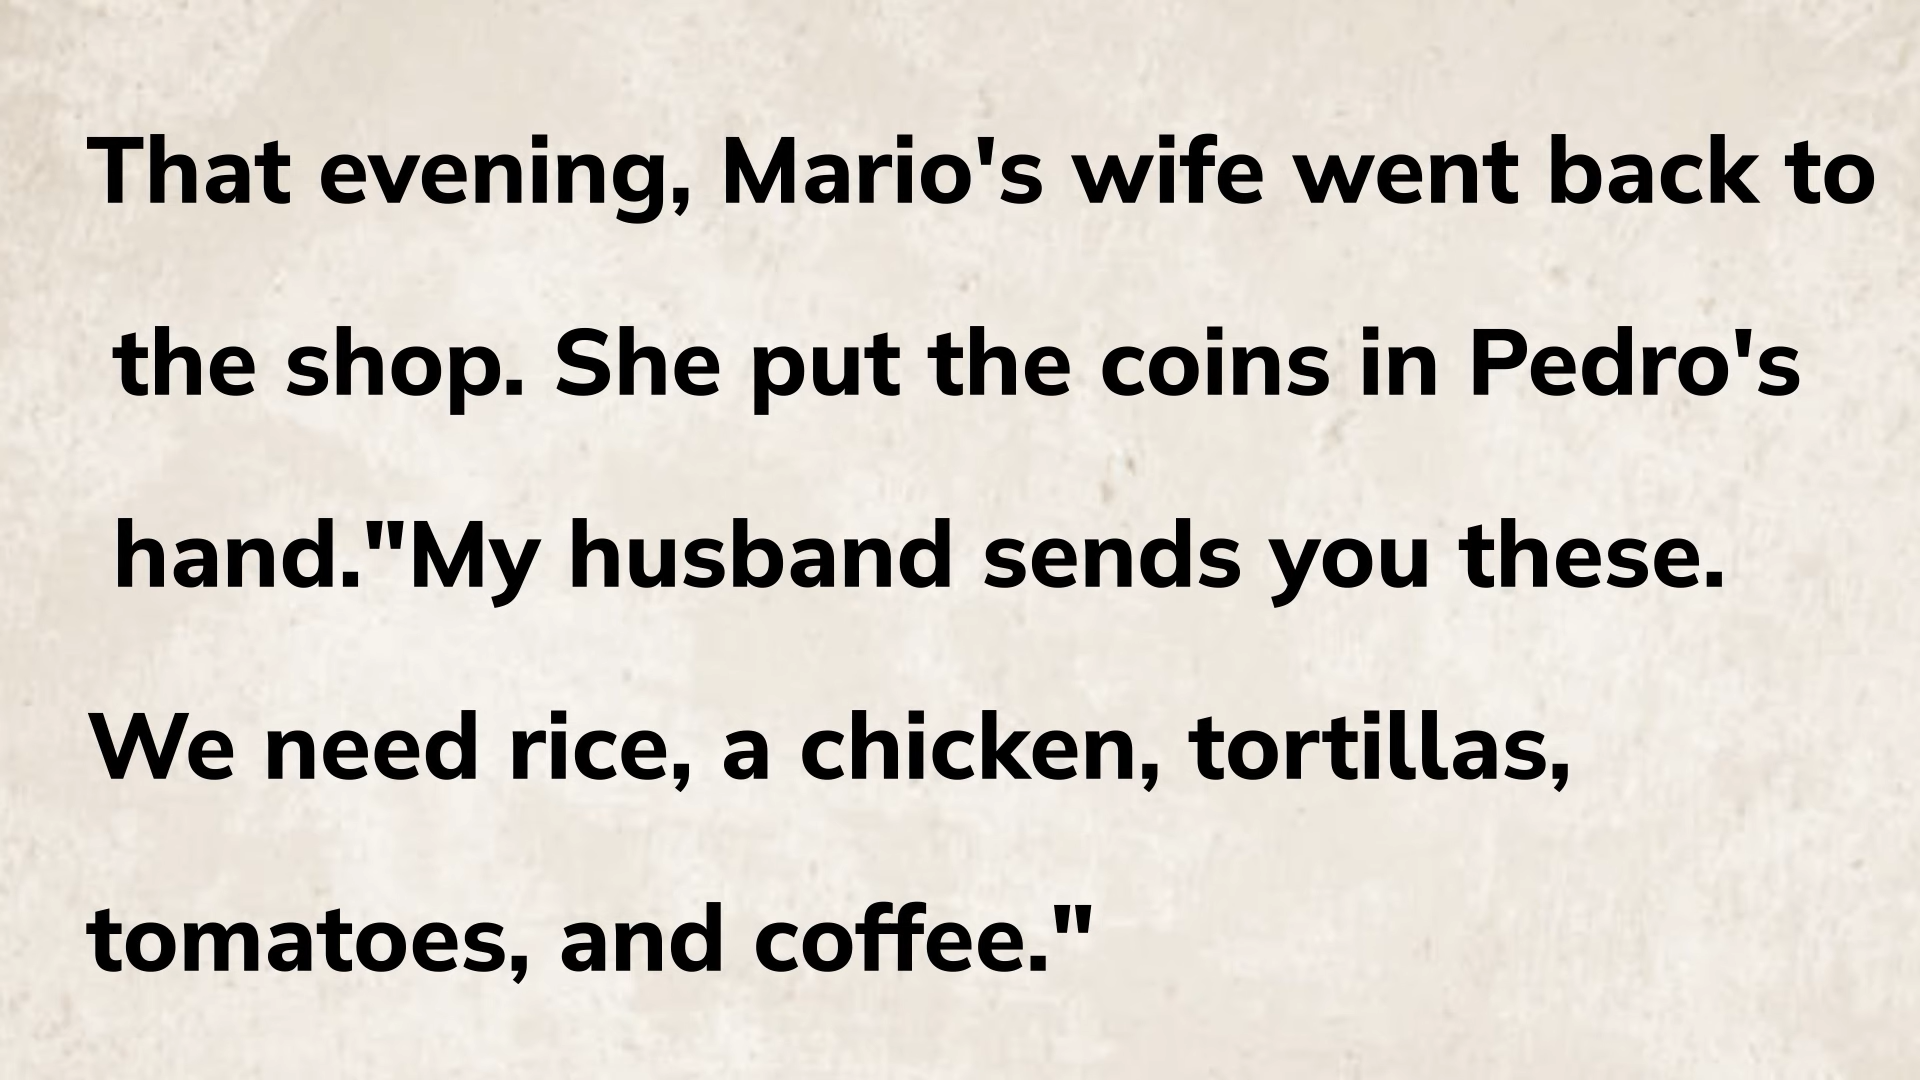 That evening, Mario's wife went back to
the shop. She put the coins in Pedro's
hand."My husband sends you these.
We need rice, a chicken, tortillas,
tomatoes, and coffee."